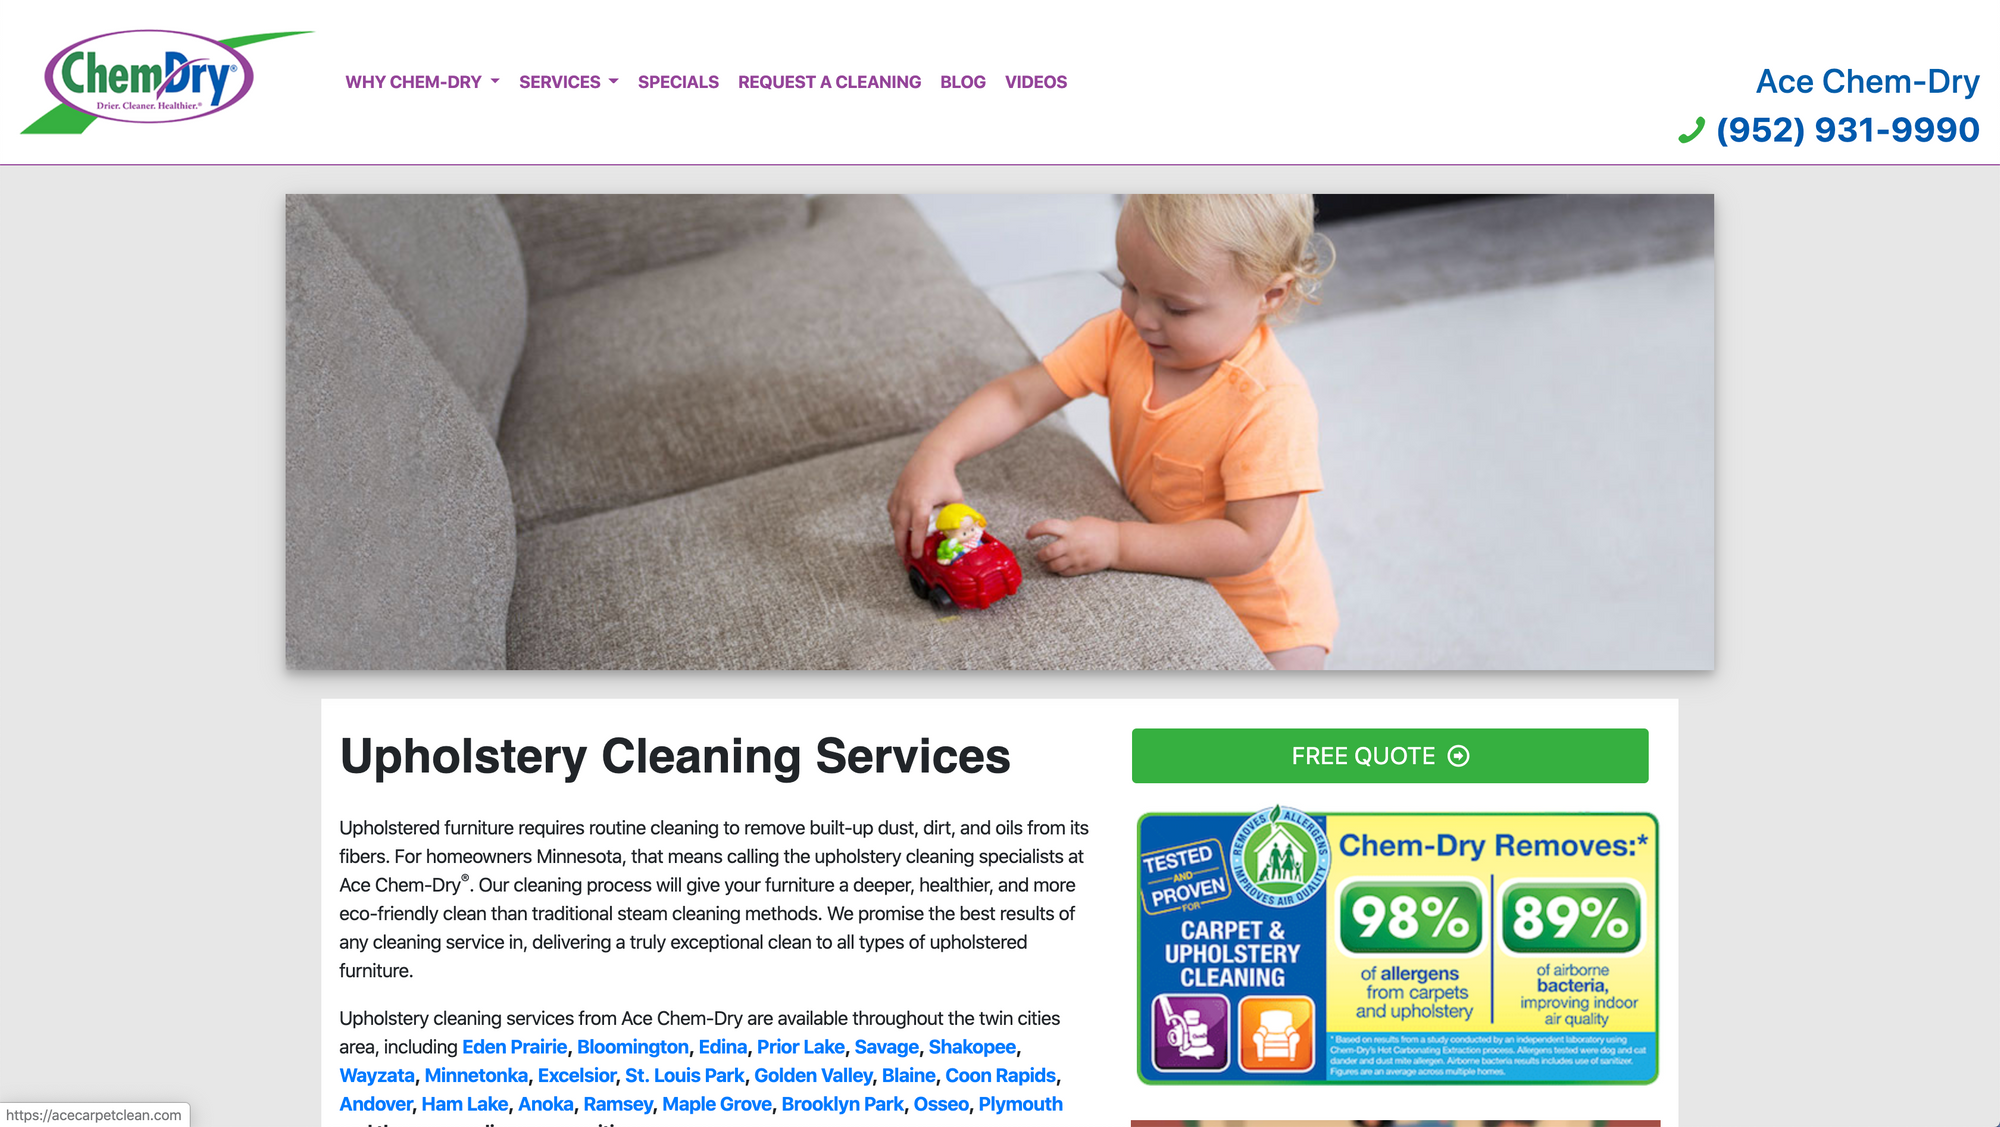 ChemDry®
Drier. Cleaner. Healthier.®
WHY CHEM-DRY
SERVICES
SPECIALS
REQUEST A CLEANING
BLOG
VIDEOS
Ace Chem-Dry
(952) 931-9990
Upholstery Cleaning Services
Upholstered furniture requires routine cleaning to remove built-up dust, dirt, and oils from its
fibers. For homeowners Minnesota, that means calling the upholstery cleaning specialists at
Ace Chem-Dry®. Our cleaning process will give your furniture a deeper, healthier, and more
eco-friendly clean than traditional steam cleaning methods. We promise the best results of
any cleaning service in, delivering a truly exceptional clean to all types of upholstered
furniture.
Upholstery cleaning services from Ace Chem-Dry are available throughout the twin cities
area, including Eden Prairie, Bloomington, Edina, Prior Lake, Savage, Shakopee,
Wayzata, Minnetonka, Excelsior, St. Louis Park, Golden Valley, Blaine, Coon Rapids,
Andover, Ham Lake, Anoka, Ramsey, Maple Grove, Brooklyn Park, Osseo, Plymouth
FREE QUOTE
TESTED
AND
PROVEN
FOR
CARPET &
UPHOLSTERY
CLEANING
REMOVES ALLERGENS
IMPROVES AIR QUALITY
Chem-Dry Removes:*
98%
of allergens
from carpets
and upholstery
89%
of airborne
bacteria,
improving indoor
air quality
* Based on results from a study conducted by an independent laboratory using
Chem-Dry's Hot Carbonating Extraction process. Allergens tested were dog and cat
dander and dust mite allergen. Airborne bacteria results includes use of sanitizer.
Figures are an average across multiple homes.
https://acecarpetclean.com